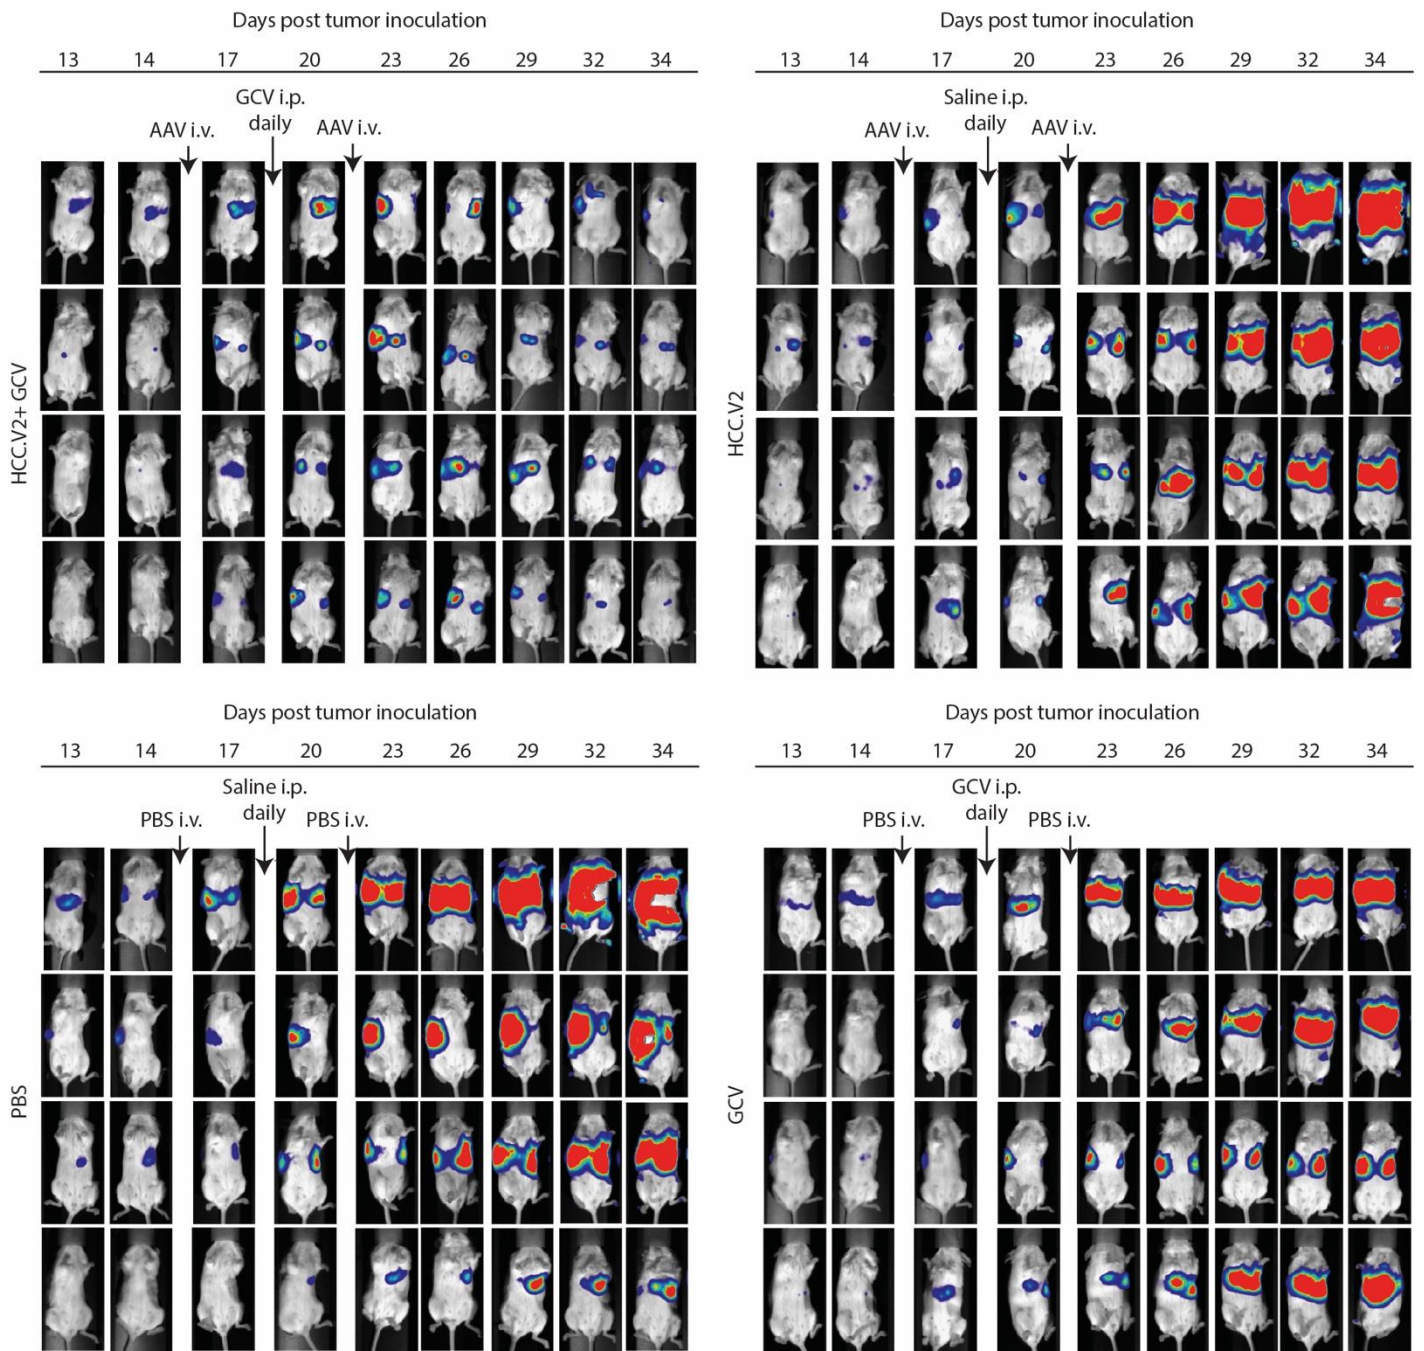 Days post tumor inoculation
13 14 17 20 23 26 29 32 34
GCV i.p.
daily
AAV i.v.
AAV i.v.
HCC.V2+ GCV
Days post tumor inoculation
13 14 17 20 23 26 29 32 34
Saline i.p.
daily
AAV i.v.
AAV i.v.
HCC.V2
Days post tumor inoculation
13 14 17 20 23 26 29 32 34
Saline i.p.
daily
PBS i.v.
PBS i.v.
PBS
Days post tumor inoculation
13 14 17 20 23 26 29 32 34
GCV i.p.
daily
PBS i.v.
PBS i.v.
GCV